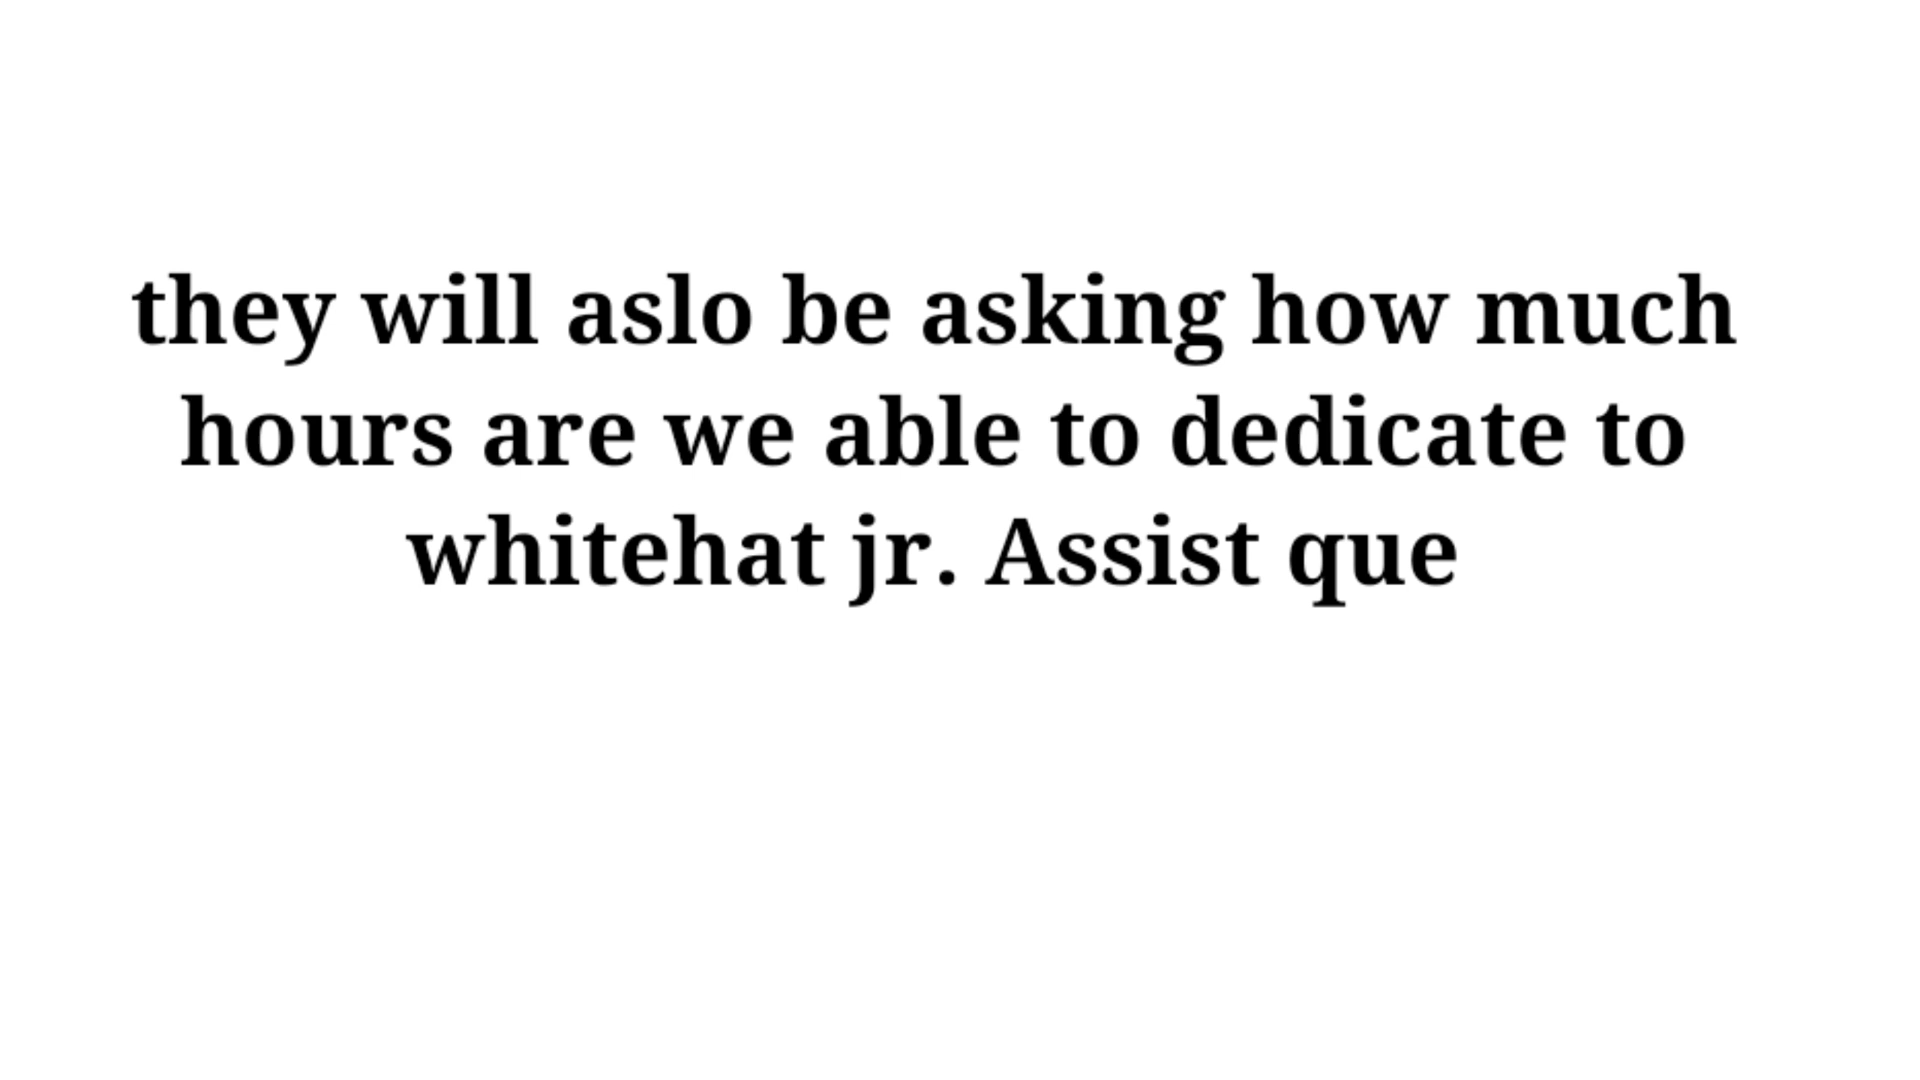 they will aslo be asking how much
hours are we able to dedicate to
whitehat jr. Assist que